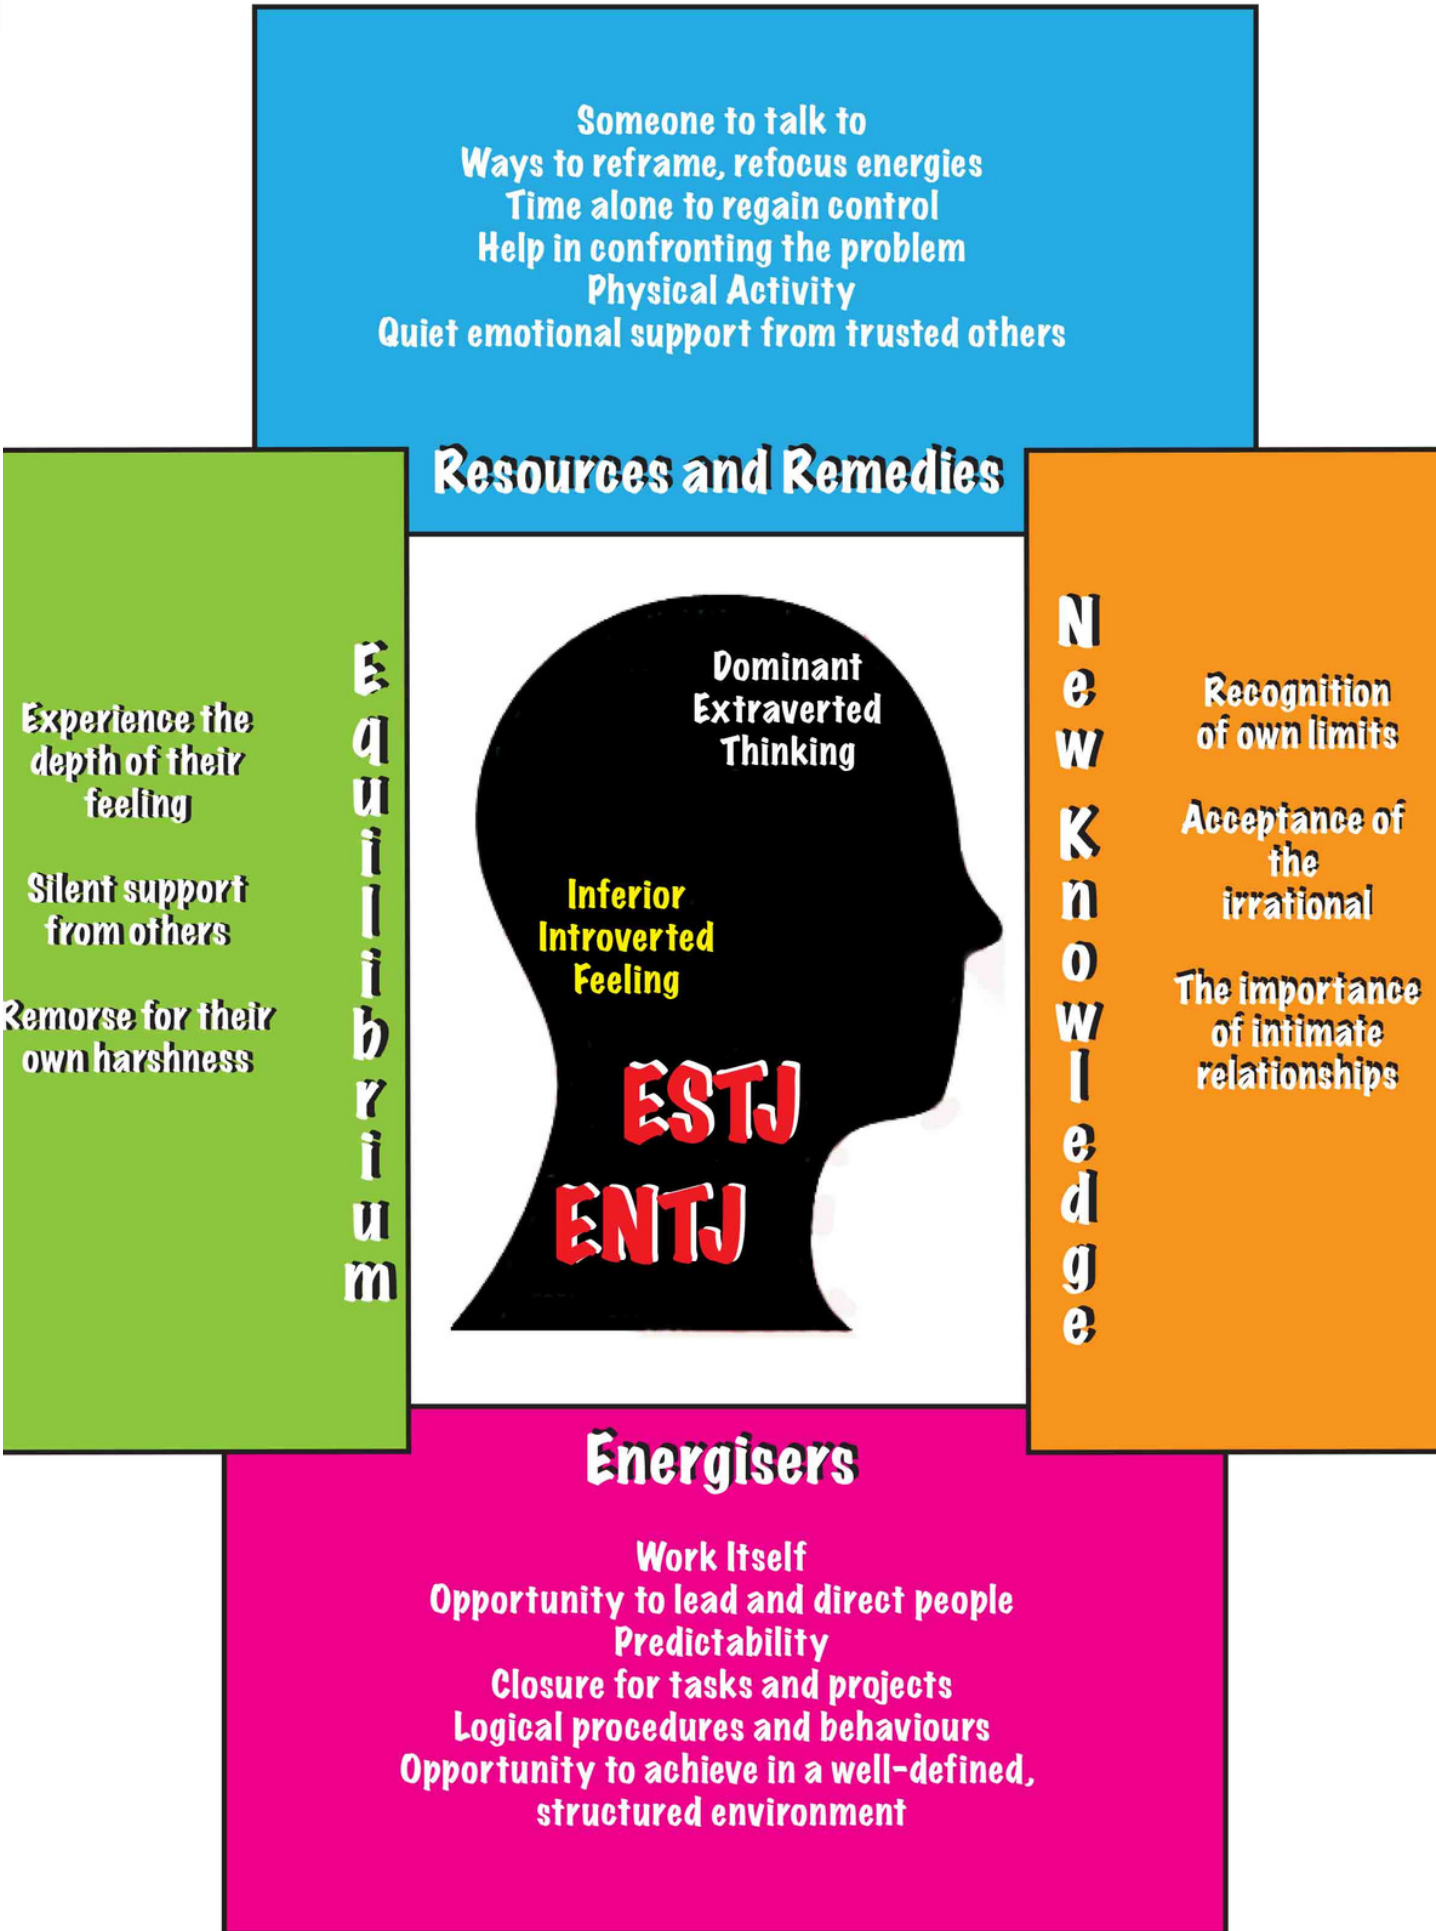 Someone to talk to
Ways to reframe, refocus energies
Time alone to regain control
Help in confronting the problem
Physical Activity
Quiet emotional support from trusted others
Resources and Remedies
Experience the
depth of their
feeling
Silent support
from others
Remorse for their
own harshness
Equilibrium
Dominant
Extraverted
Thinking
Inferior
Introverted
Feeling
ESTJ
ENTJ
New Knowledge
Recognition
of own limits
Acceptance of
the
irrational
The importance
of intimate
relationships
Energisers
Work Itself
Opportunity to lead and direct people
Predictability
Closure for tasks and projects
Logical procedures and behaviours
Opportunity to achieve in a well-defined,
structured environment